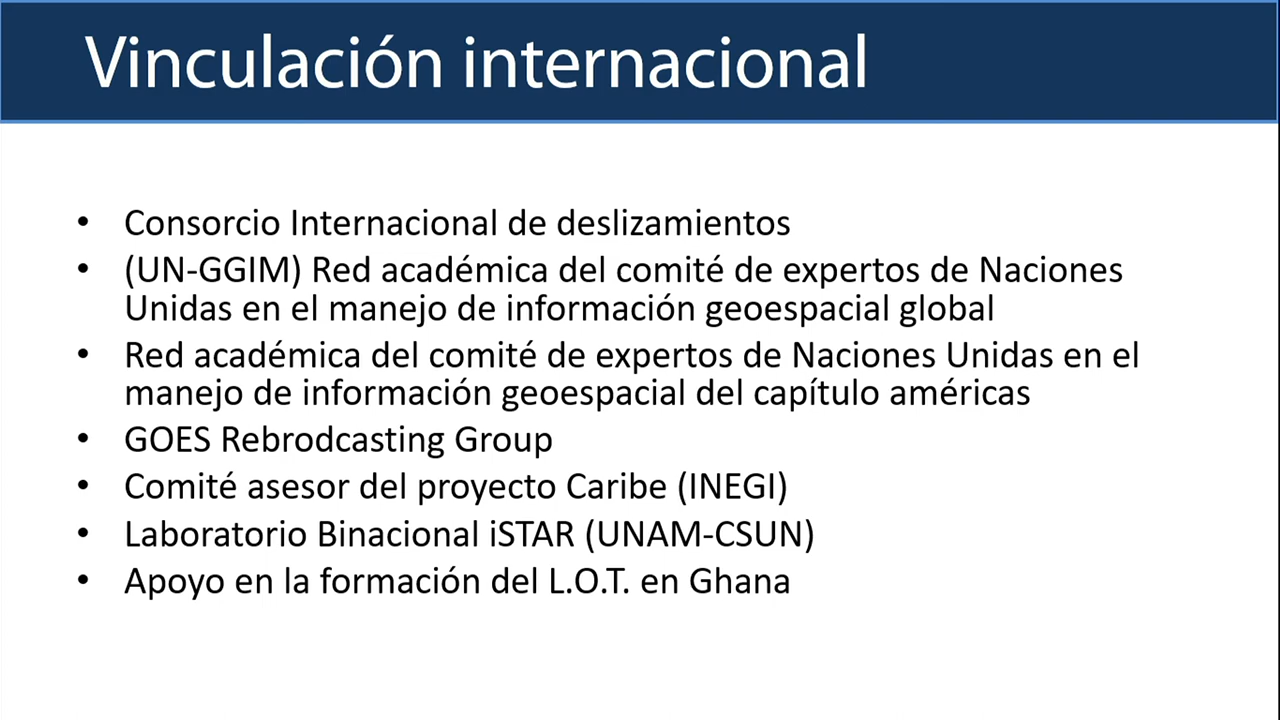 Vinculación internacional
• Consorcio Internacional de deslizamientos
• (UN-GGIM) Red académica del comité de expertos de Naciones
Unidas en el manejo de información geoespacial global
• Red académica del comité de expertos de Naciones Unidas en el
manejo de información geoespacial del capítulo américas
• GOES Rebrodcasting Group
• Comité asesor del proyecto Caribe (INEGI)
• Laboratorio Binacional iSTAR (UNAM-CSUN)
• Apoyo en la formación del L.O.T. en Ghana